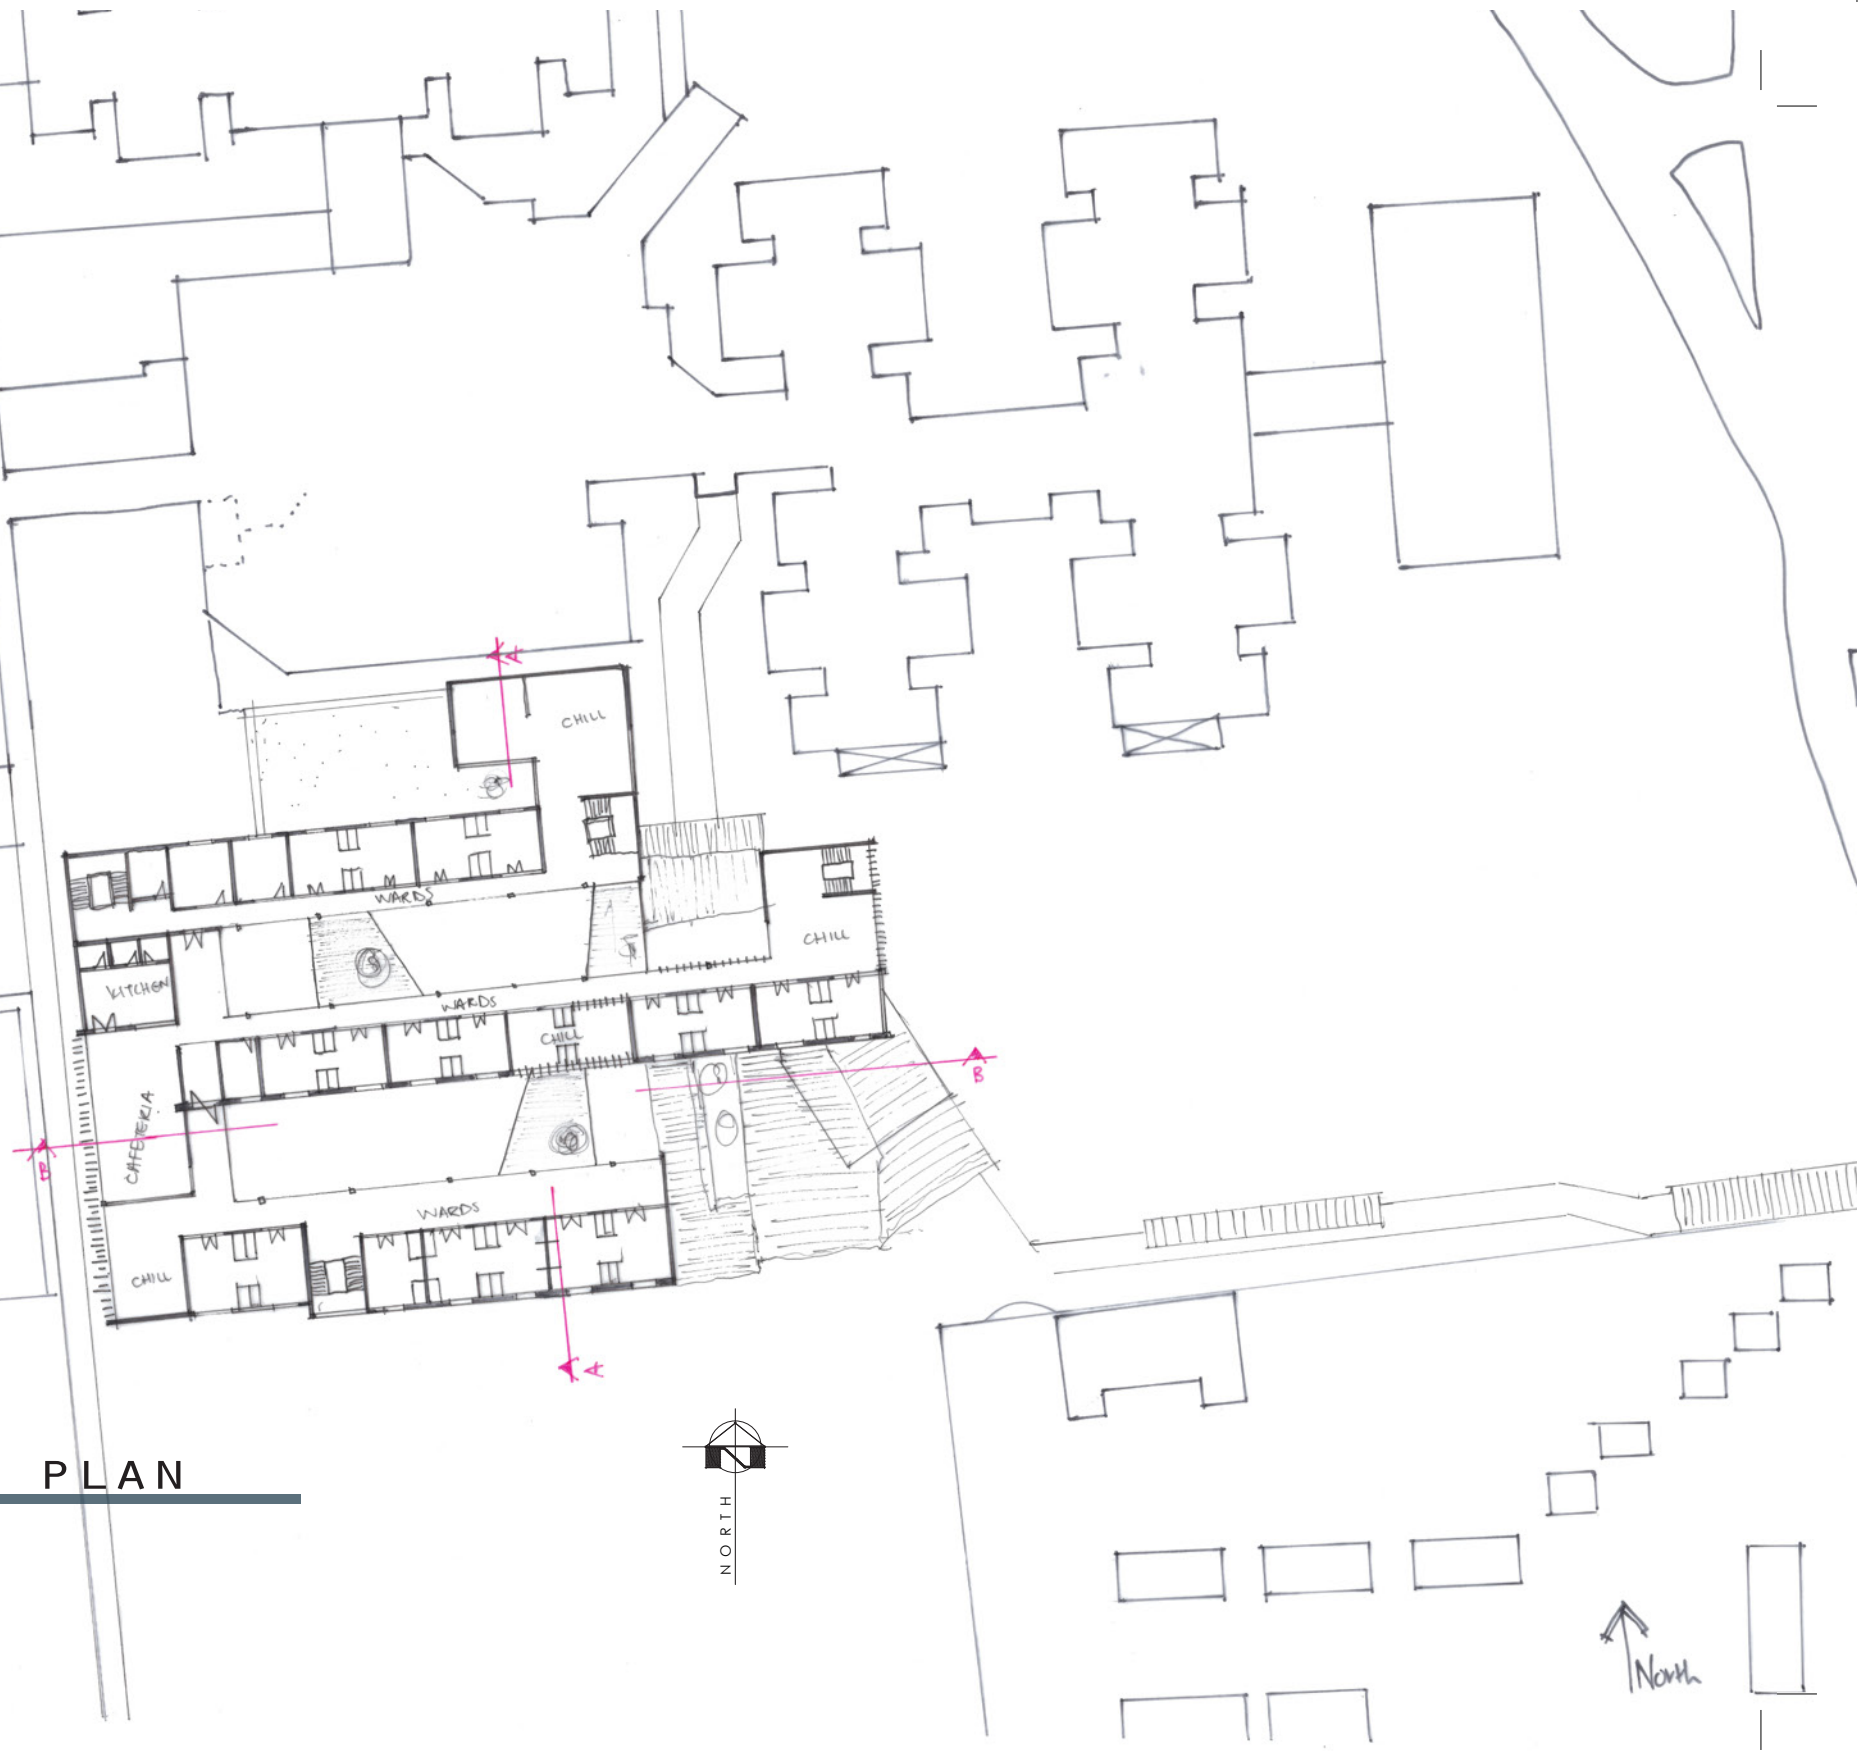 A
CHILL
WARDS
CHILL
KITCHEN
WARDS
CHILL
B
CAFETERIA
B
WARDS
CHILL
A
PLAN
NORTH
North